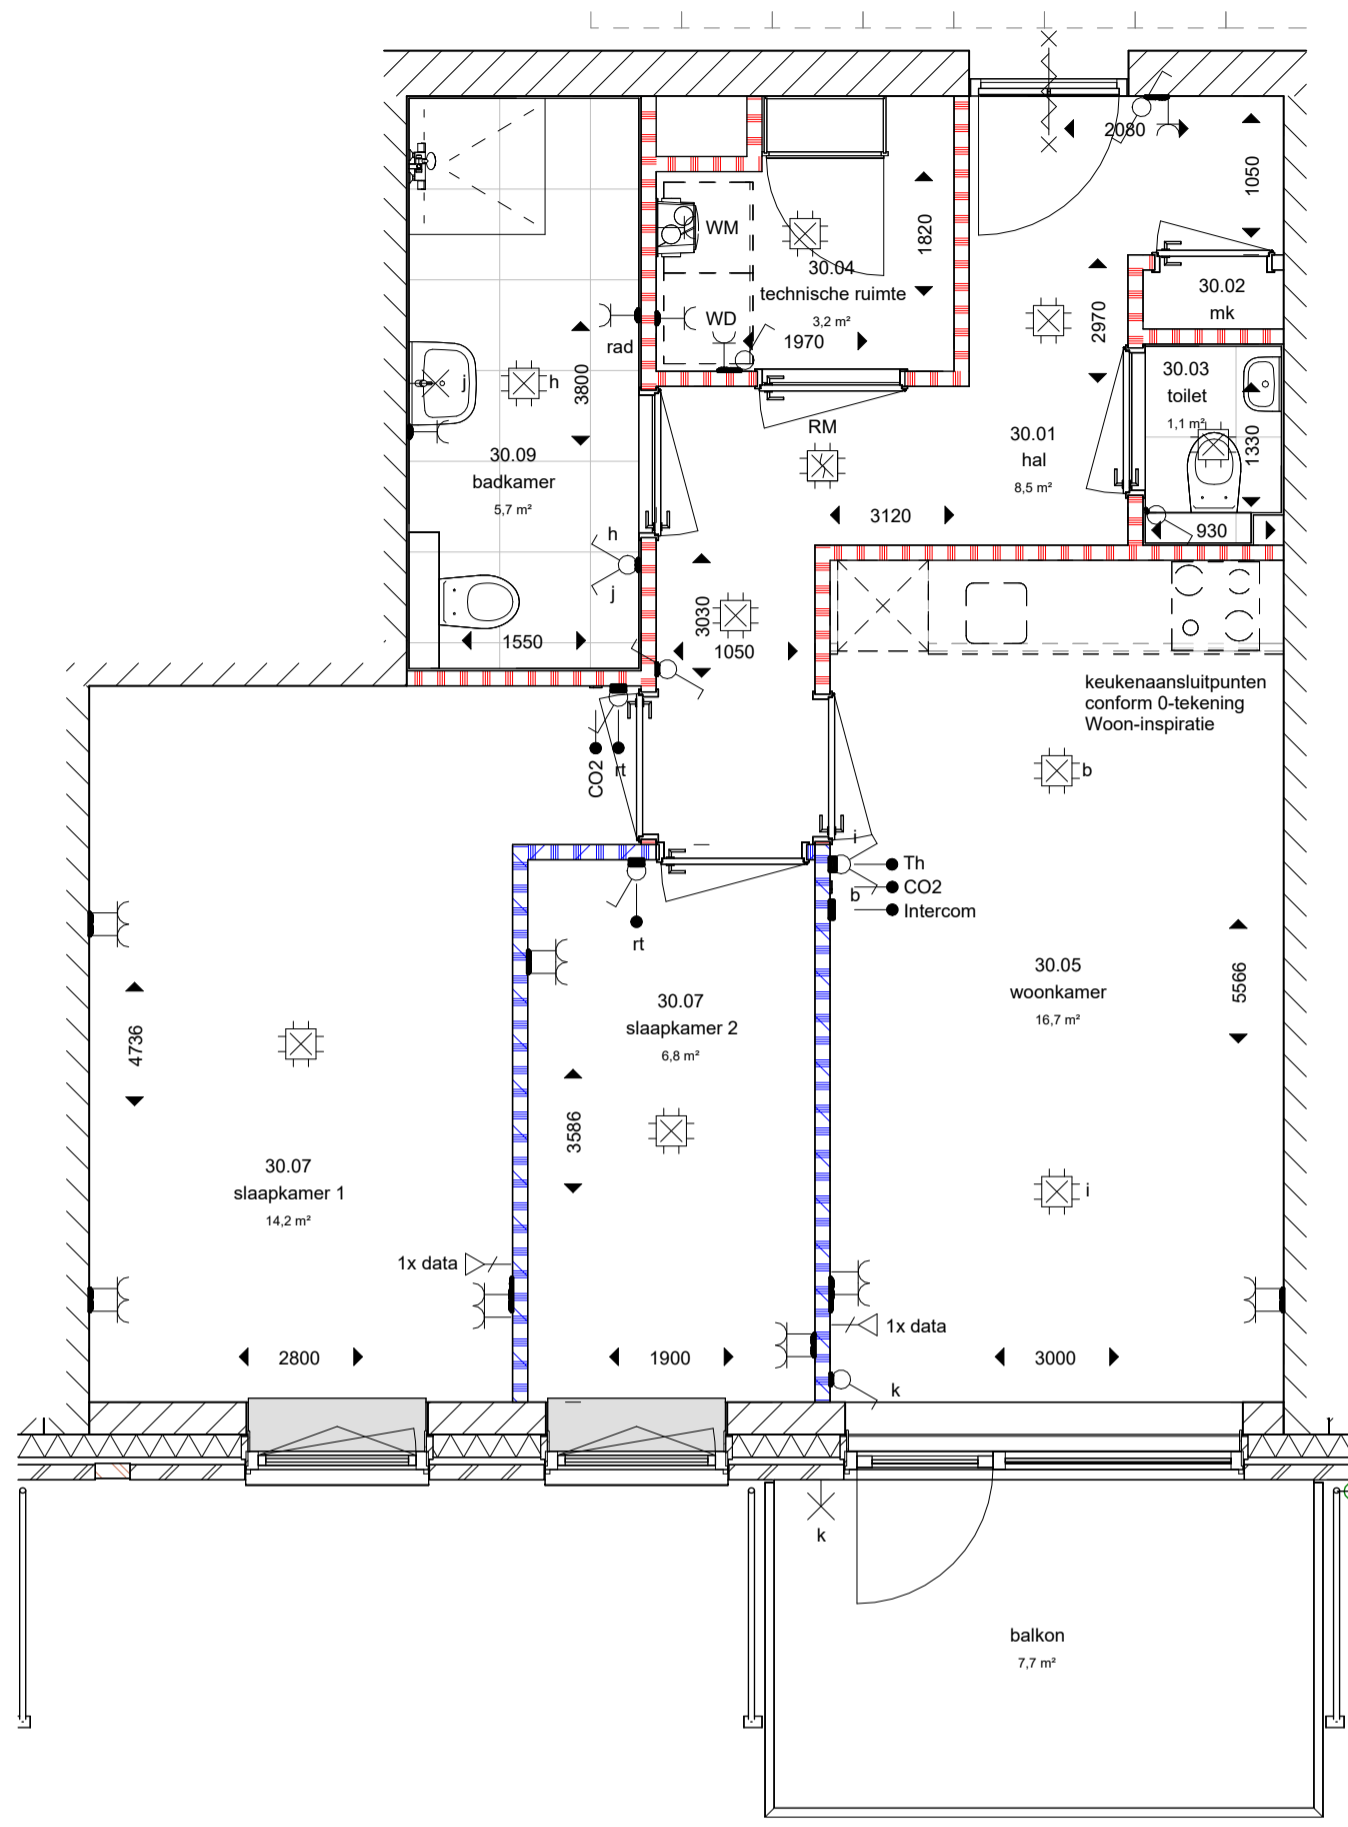 2080
1050
WM
30.04
technische ruimte
3,2 m²
1820
30.02
mk
2970
WD
1970
rad
h
3800
30.03
toilet
1,1 m²
1330
RM
30.01
hal
8,5 m²
30.09
badkamer
5,7 m²
3120
930
h
j
3030
1050
1550
keukenaansluitpunten
conform 0-tekening
Woon-inspiratie
CO2
rt
b
i
Th
CO2
b
Intercom
rt
30.05
woonkamer
16,7 m²
5566
30.07
slaapkamer 2
6,8 m²
4736
3586
30.07
slaapkamer 1
14,2 m²
i
1x data
1x data
2800
1900
3000
k
k
balkon
7,7 m²